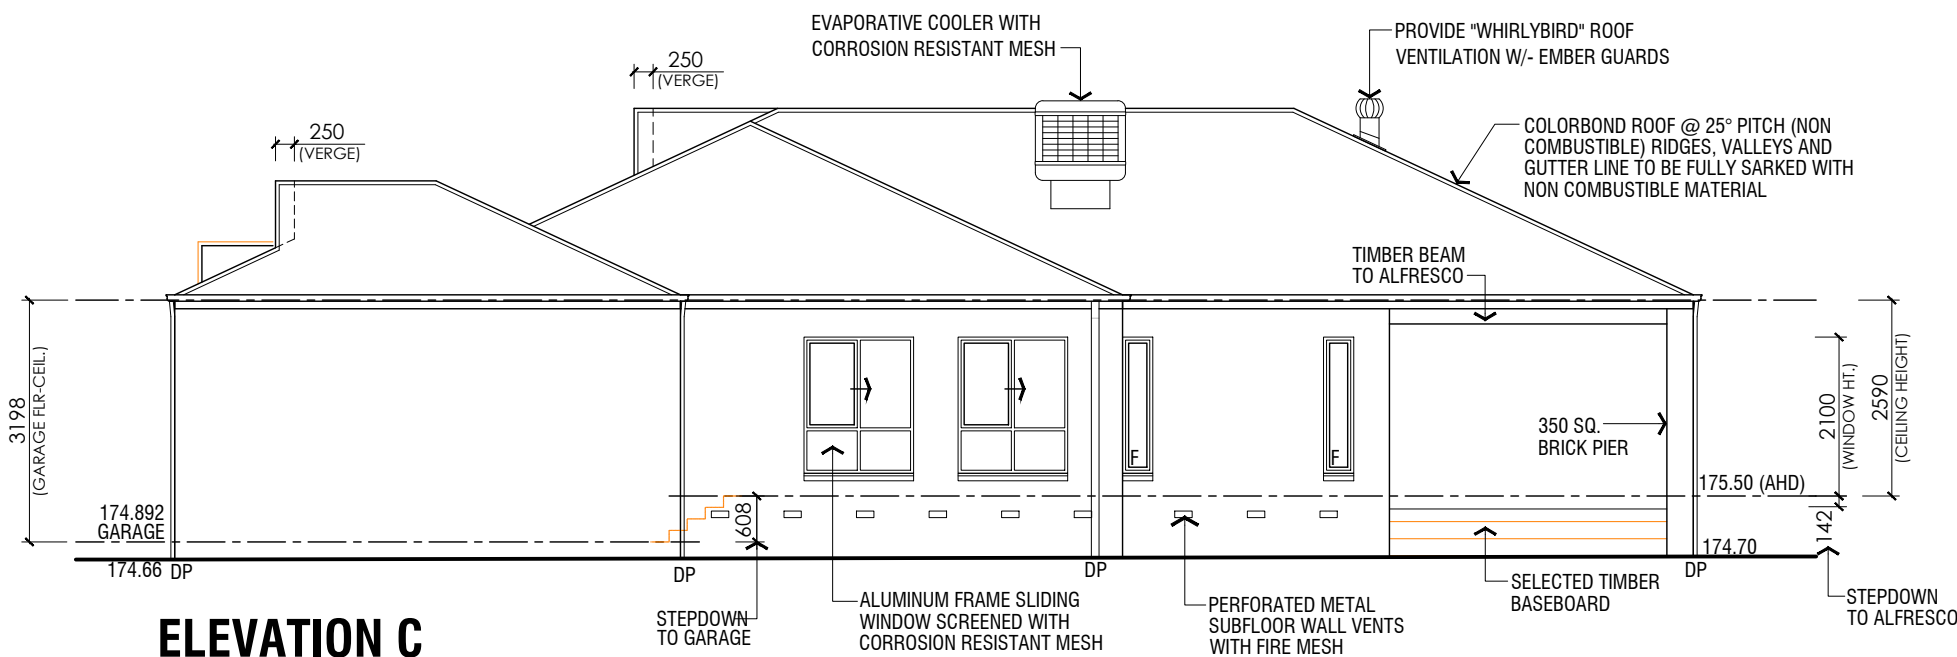 EVAPORATIVE COOLER WITH
CORROSION RESISTANT MESH
PROVIDE "WHIRLYBIRD" ROOF
VENTILATION W/- EMBER GUARDS
250
(VERGE)
250
(VERGE)
COLORBOND ROOF @ 25° PITCH (NON
COMBUSTIBLE) RIDGES, VALLEYS AND
GUTTER LINE TO BE FULLY SARKED WITH
NON COMBUSTIBLE MATERIAL
TIMBER BEAM
TO ALFRESCO
3198
(GARAGE FLR-CEIL.)
2100
(WINDOW HT.)
2590
(CEILING HEIGHT)
350 SQ.
BRICK PIER
F
F
175.50 (AHD)
174.892
GARAGE
608
142
174.66
DP
DP
DP
174.70
DP
STEPDOWN
TO GARAGE
ALUMINUM FRAME SLIDING
WINDOW SCREENED WITH
CORROSION RESISTANT MESH
PERFORATED METAL
SUBFLOOR WALL VENTS
WITH FIRE MESH
SELECTED TIMBER
BASEBOARD
STEPDOWN
TO ALFRESCO
ELEVATION C